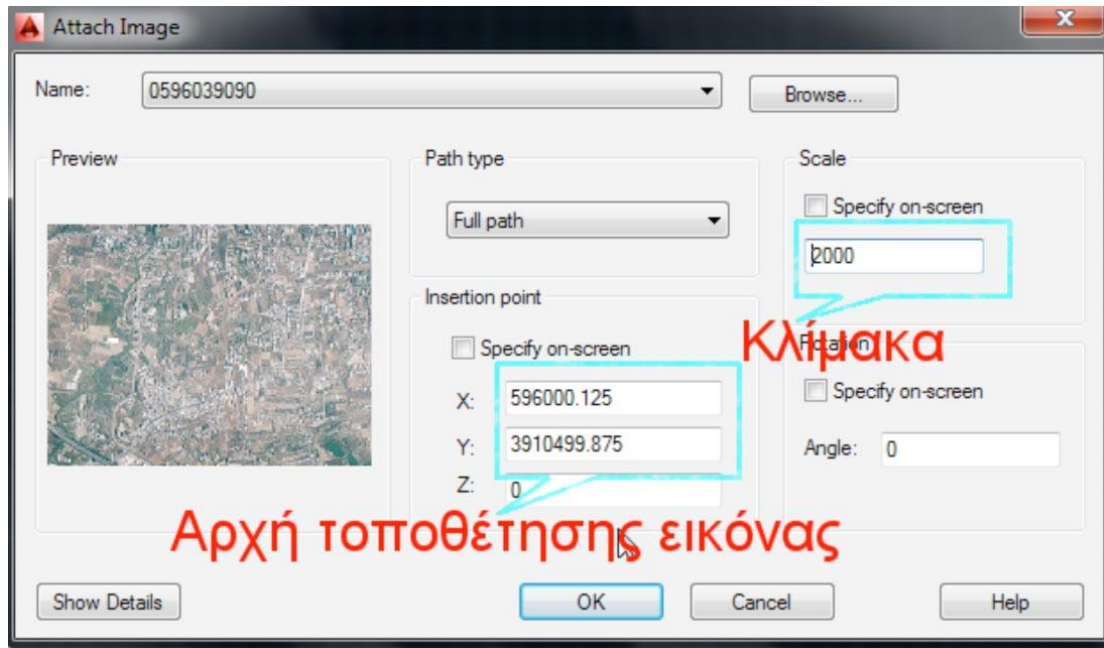 Attach Image
Name: 0596039090 Browse...
Preview
Path type
Full path
Scale
Specify on-screen
2000
Κλίμακα
Insertion point
Specify on-screen
X: 596000.125
Y: 3910499.875
Z: 0
Αρχή τοποθέτησης εικόνας
Rotation
Specify on-screen
Angle: 0
Show Details
OK
Cancel
Help